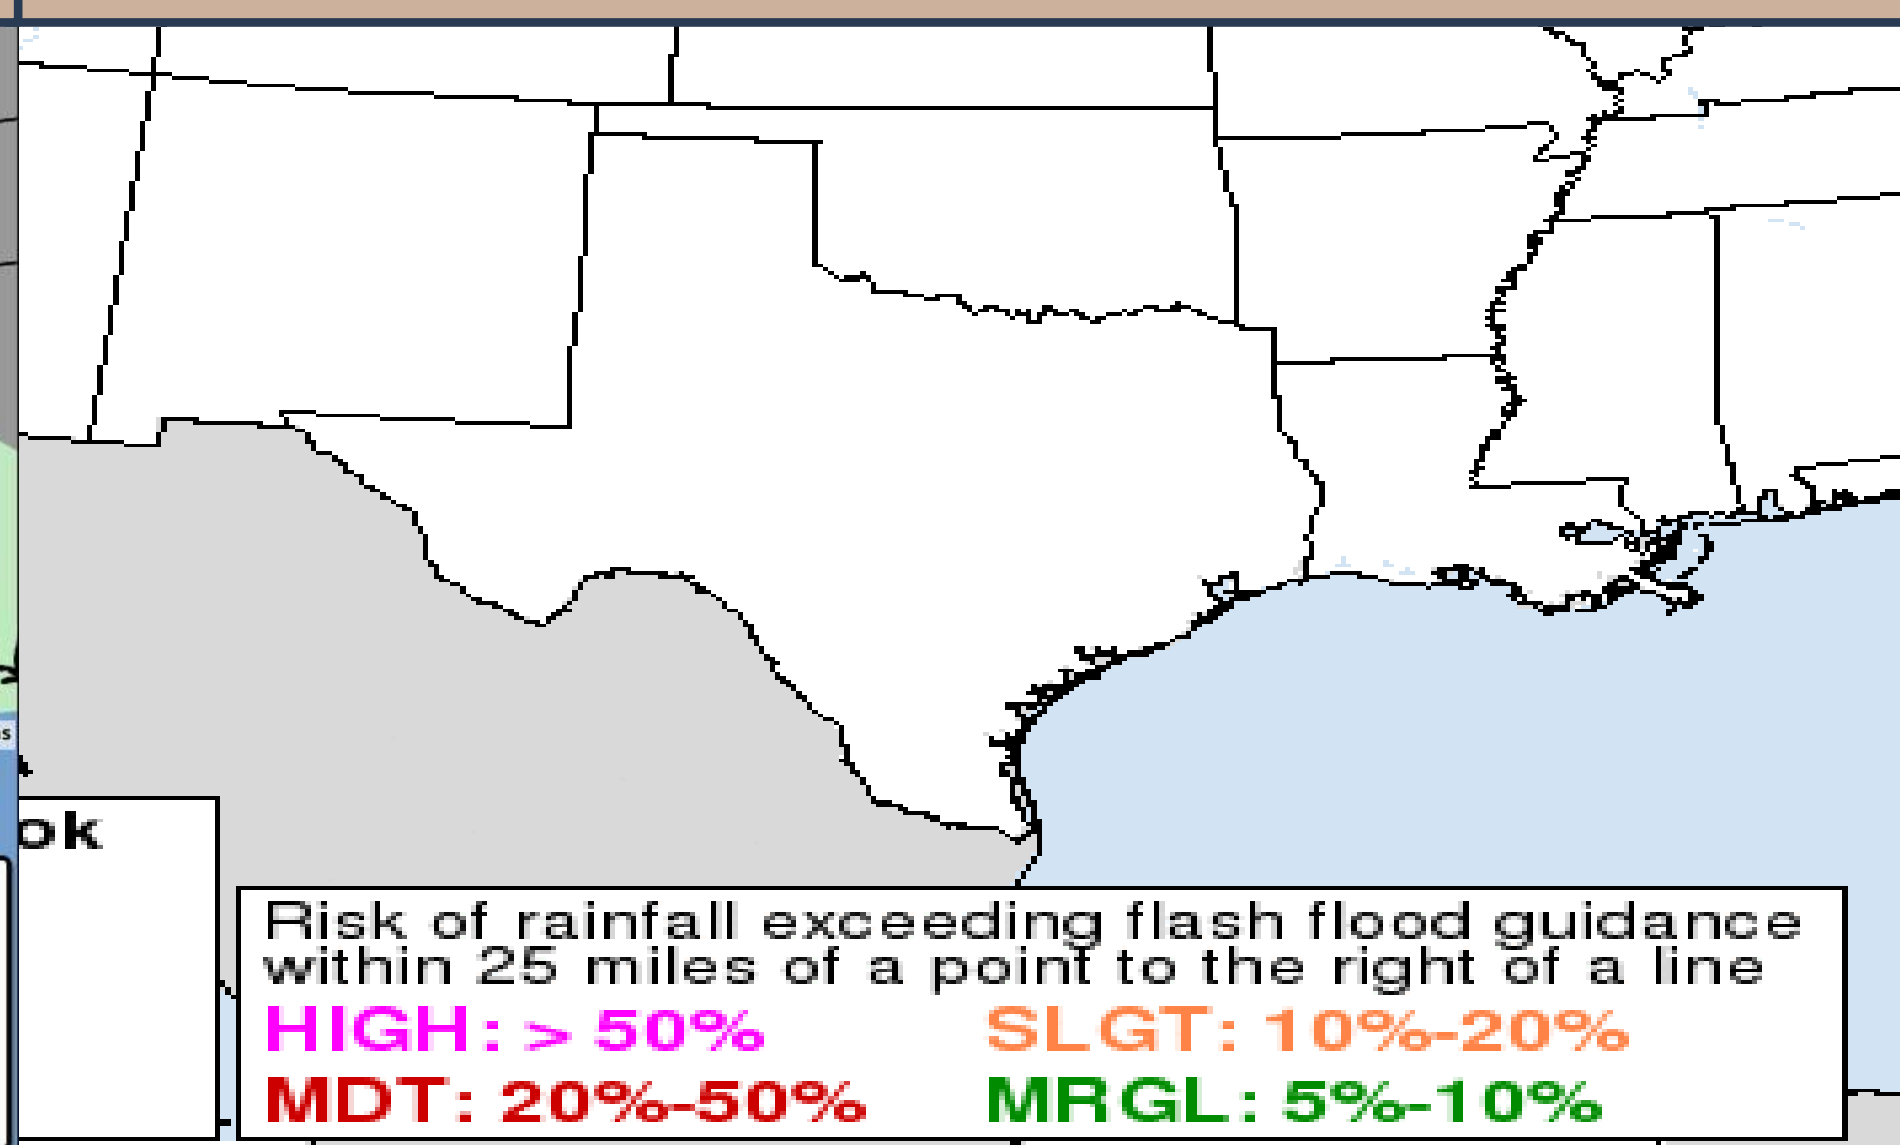 ok
Risk of rainfall exceeding flash flood guidance
within 25 miles of a point to the right of a line
HIGH: > 50% SLGT: 10%-20%
MDT: 20%-50% MRGL: 5%-10%